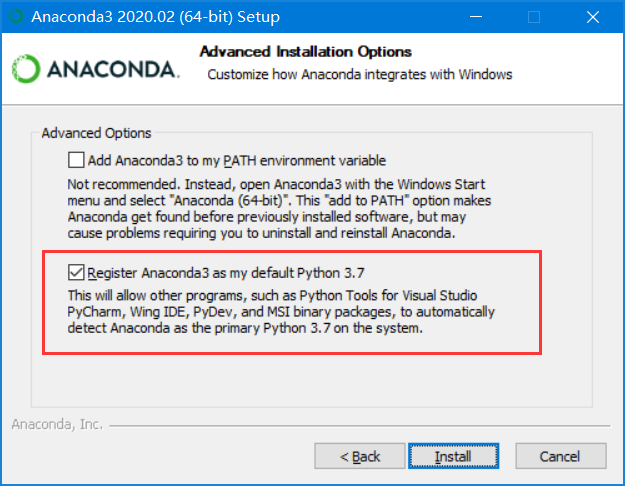 Anaconda3 2020.02 (64-bit) Setup
Advanced Installation Options
Customize how Anaconda integrates with Windows
ANACONDA.
Advanced Options
Add Anaconda3 to my PATH environment variable
Not recommended. Instead, open Anaconda3 with the Windows Start
menu and select "Anaconda (64-bit)". This "add to PATH" option makes
Anaconda get found before previously installed software, but may
cause problems requiring you to uninstall and reinstall Anaconda.
Register Anaconda3 as my default Python 3.7
This will allow other programs, such as Python Tools for Visual Studio
PyCharm, Wing IDE, PyDev, and MSI binary packages, to automatically
detect Anaconda as the primary Python 3.7 on the system.
Anaconda, Inc.
< Back
Install
Cancel